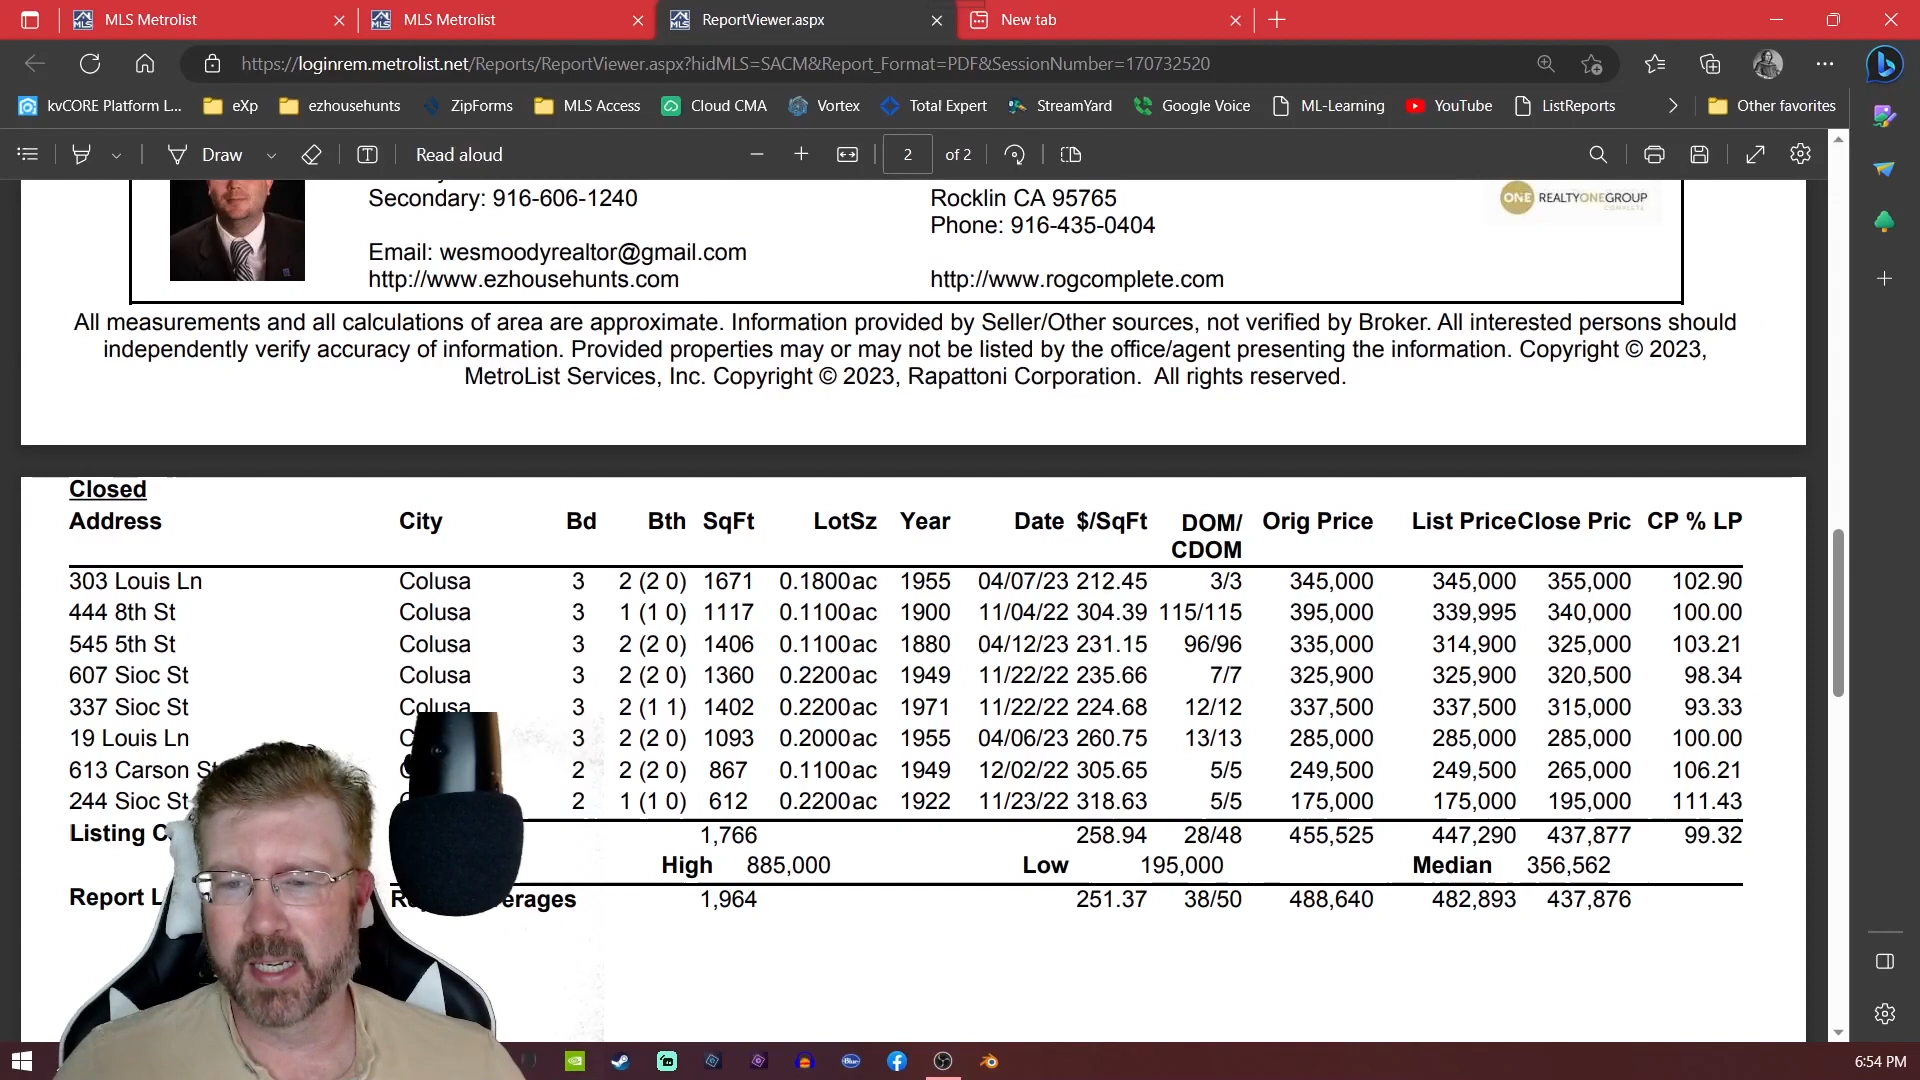 MLS Metrolist
MLS Metrolist
ReportViewer.aspx
New tab
https://loginrem.metrolist.net/Reports/ReportViewer.aspx?hidMLS=SACM&Report_Format=PDF&SessionNumber=170732520
kvCORE Platform L... eXp ezhousehunts ZipForms MLS Access Cloud CMA Vortex Total Expert StreamYard Google Voice ML-Learning YouTube ListReports Other favorites
Draw Read aloud 2 of 2
Secondary: 916-606-1240
Email: wesmoodyrealtor@gmail.com
http://www.ezhousehunts.com
Rocklin CA 95765
Phone: 916-435-0404
http://www.rogcomplete.com
ONE REALTYONEGROUP
COMPLETE
All measurements and all calculations of area are approximate. Information provided by Seller/Other sources, not verified by Broker. All interested persons should
independently verify accuracy of information. Provided properties may or may not be listed by the office/agent presenting the information. Copyright © 2023,
MetroList Services, Inc. Copyright © 2023, Rapattoni Corporation. All rights reserved.
Closed
Address City Bd Bth SqFt LotSz Year Date $/SqFt DOM/ Orig Price List Price Close Pric CP % LP
CDOM
303 Louis Ln Colusa 3 2 (2 0) 1671 0.1800ac 1955 04/07/23 212.45 3/3 345,000 345,000 355,000 102.90
444 8th St Colusa 3 1 (1 0) 1117 0.1100ac 1900 11/04/22 304.39 115/115 395,000 339,995 340,000 100.00
545 5th St Colusa 3 2 (2 0) 1406 0.1100ac 1880 04/12/23 231.15 96/96 335,000 314,900 325,000 103.21
607 Sioc St Colusa 3 2 (2 0) 1360 0.2200ac 1949 11/22/22 235.66 7/7 325,900 325,900 320,500 98.34
337 Sioc St Colusa 3 2 (1 1) 1402 0.2200ac 1971 11/22/22 224.68 12/12 337,500 337,500 315,000 93.33
19 Louis Ln 3 2 (2 0) 1093 0.2000ac 1955 04/06/23 260.75 13/13 285,000 285,000 285,000 100.00
613 Carson St 2 2 (2 0) 867 0.1100ac 1949 12/02/22 305.65 5/5 249,500 249,500 265,000 106.21
244 Sioc St 2 1 (1 0) 612 0.2200ac 1922 11/23/22 318.63 5/5 175,000 175,000 195,000 111.43
Listing 1,766 258.94 28/48 455,525 447,290 437,877 99.32
High 885,000 Low 195,000 Median 356,562
Report 1,964 251.37 38/50 488,640 482,893 437,876
6:54 PM